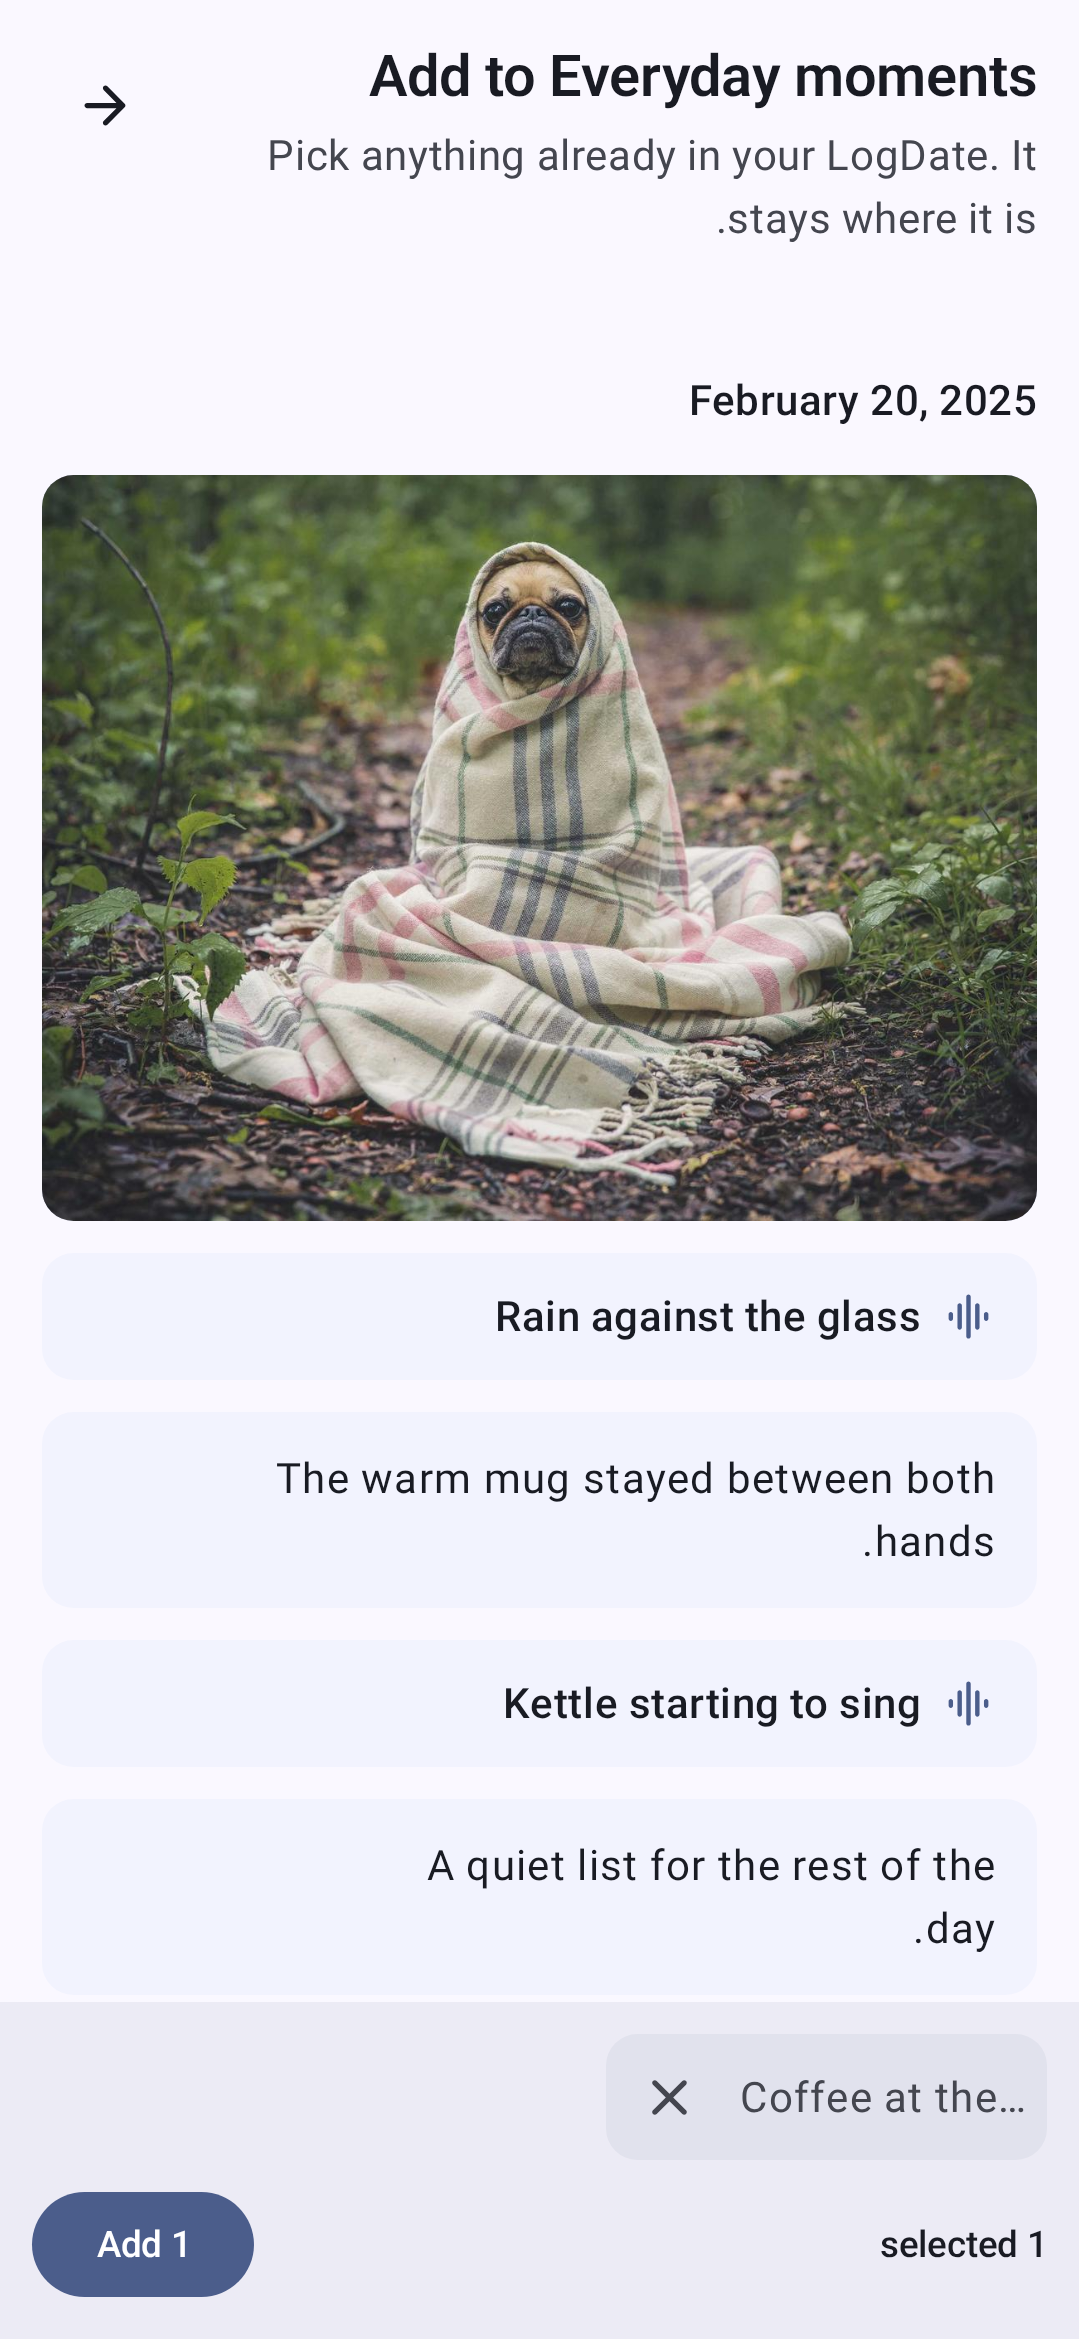 Add to Everyday moments
Pick anything already in your LogDate. It
.stays where it is
February 20, 2025
Rain against the glass
The warm mug stayed between both
.hands
Kettle starting to sing
A quiet list for the rest of the
.day
Coffee at the…
Add 1
selected 1